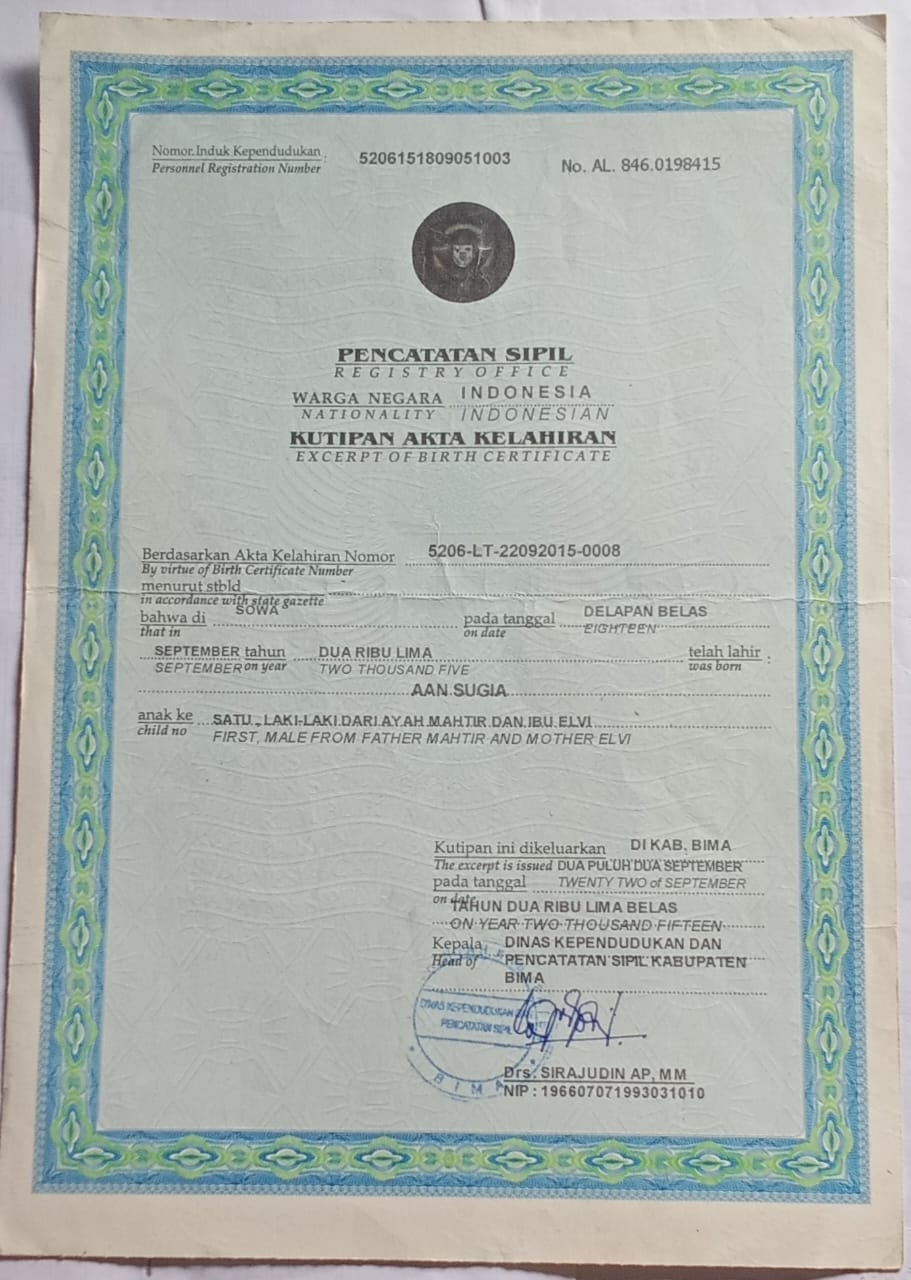 Nomor Induk Kependudukan : 5206151809051003
Personnel Registration Number
No. AL. 846.0198415
PENCATATAN SIPIL
REGISTRY OFFICE
WARGA NEGARA INDONESIA
NATIONALITY INDONESIAN
KUTIPAN AKTA KELAHIRAN
EXCERPT OF BIRTH CERTIFICATE
Berdasarkan Akta Kelahiran Nomor 5206-LT-22092015-0008
By virtue of Birth Certificate Number
menurut stbld -
in accordance with state gazette
bahwa di SOWA pada tanggal DELAPAN BELAS
that in on date EIGHTEEN
SEPTEMBER tahun DUA RIBU LIMA telah lahir :
SEPTEMBER on year TWO THOUSAND FIVE was born
AAN SUGIA
anak ke SATU , LAKI-LAKI DARI AYAH MAHTIR DAN IBU ELVI
child no FIRST, MALE FROM FATHER MAHTIR AND MOTHER ELVI
Kutipan ini dikeluarkan DI KAB. BIMA
The excerpt is issued DUA PULUH DUA SEPTEMBER
pada tanggal TWENTY TWO of SEPTEMBER
on date TAHUN DUA RIBU LIMA BELAS
ON YEAR TWO THOUSAND FIFTEEN
Kepala DINAS KEPENDUDUKAN DAN
Head of PENCATATAN SIPIL KABUPATEN
BIMA
DINAS KEPENDUDUKAN
PENCATATAN SIPIL
BIMA
Drs. SIRAJUDIN AP, MM
NIP : 196607071993031010